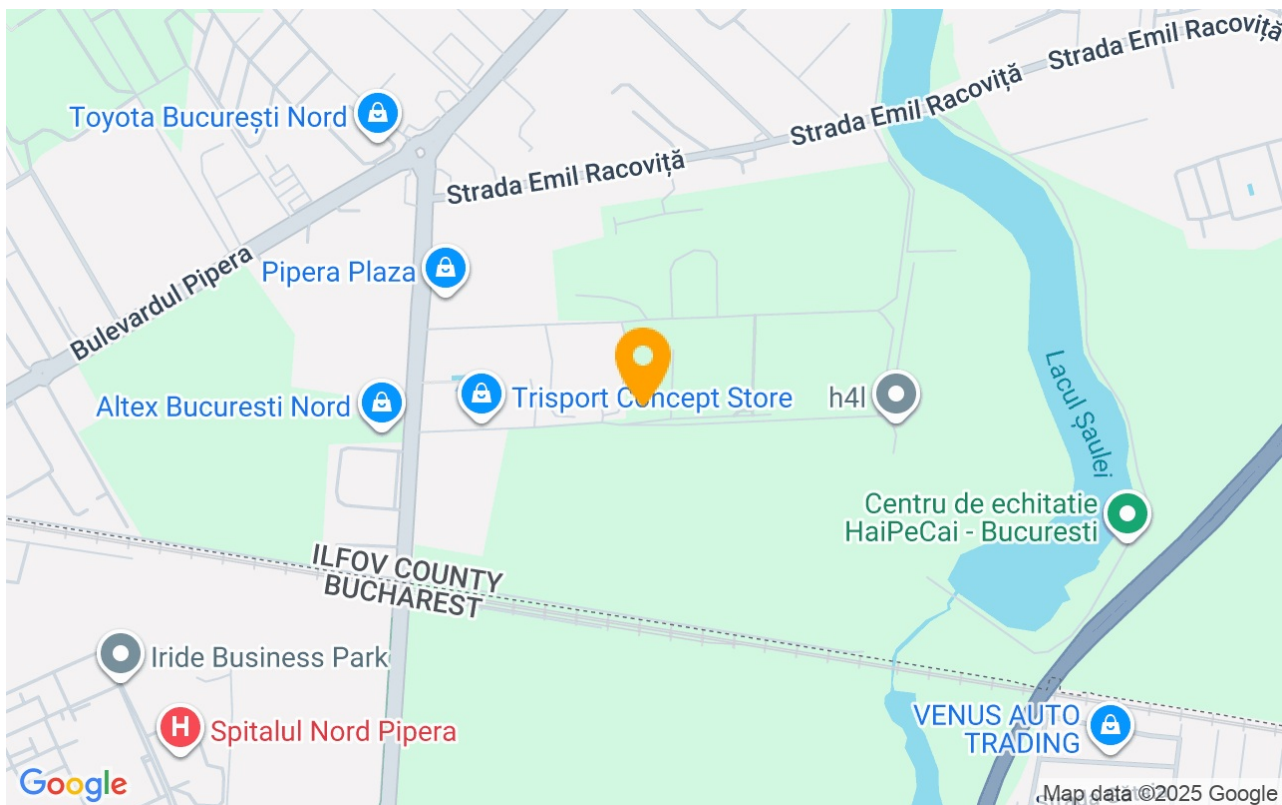 Strada Emil Racoviță
Strada Emil Racoviță
Toyota București Nord
Strada Emil Racoviță
Pipera Plaza
Bulevardul Pipera
Altex Bucuresti Nord
Trisport Concept Store
h4l
Lacul Șaulei
Centru de echitatie
HaiPeCai - Bucuresti
ILFOV COUNTY
BUCHAREST
Iride Business Park
H
Spitalul Nord Pipera
VENUS AUTO
TRADING
Google
Map data ©2025 Google